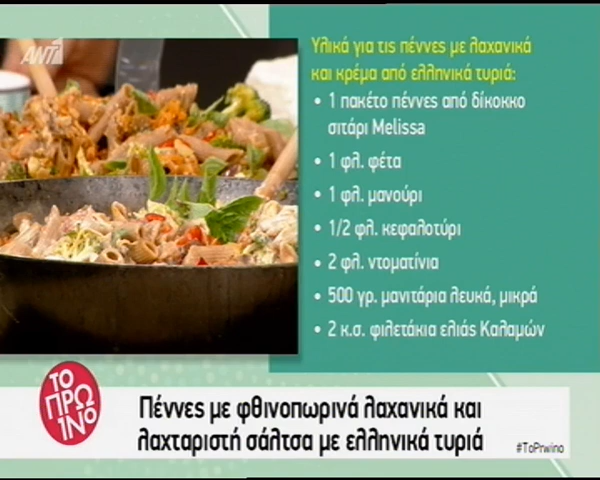 ANT1
Υλικά για τις πέννες με λαχανικά
και κρέμα από ελληνικά τυριά:
• 1 πακέτο πέννες από δίκοκκο
σιτάρι Melissa
• 1 φλ. φέτα
• 1 φλ. μανούρι
• 1/2 φλ. κεφαλοτύρι
• 2 φλ. ντοματίνια
• 500 γρ. μανιτάρια λευκά, μικρά
• 2 κ.σ. φιλετάκια ελιάς Καλαμών
ΤΟ
ΠΡΩ
ΙΝΟ
Πέννες με φθινοπωρινά λαχανικά και
λαχταριστή σάλτσα με ελληνικά τυριά
#ToPrwino